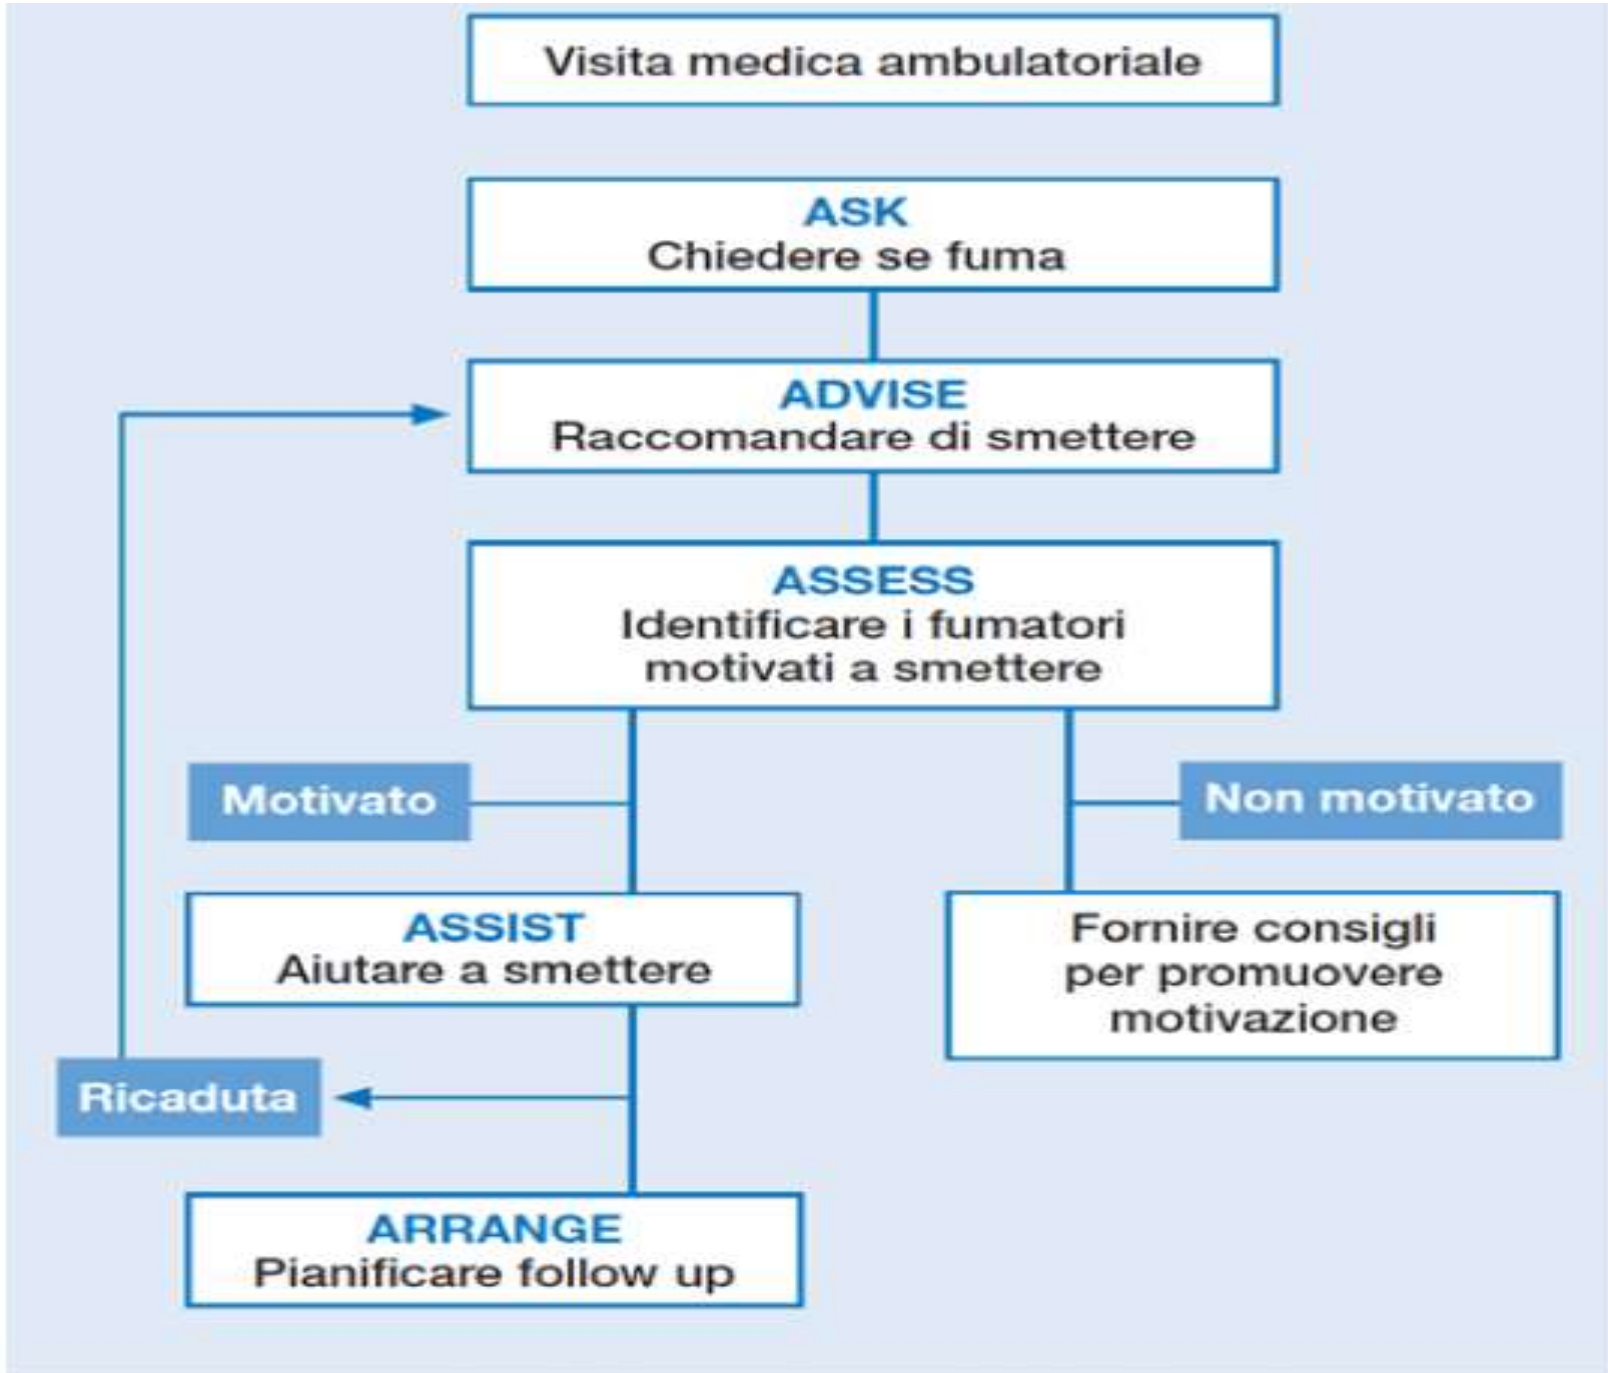 Visita medica ambulatoriale
ASK
Chiedere se fuma
ADVISE
Raccomandare di smettere
ASSESS
Identificare i fumatori
motivati a smettere
Motivato
Non motivato
ASSIST
Aiutare a smettere
Fornire consigli
per promuovere
motivazione
Ricaduta
ARRANGE
Pianificare follow up